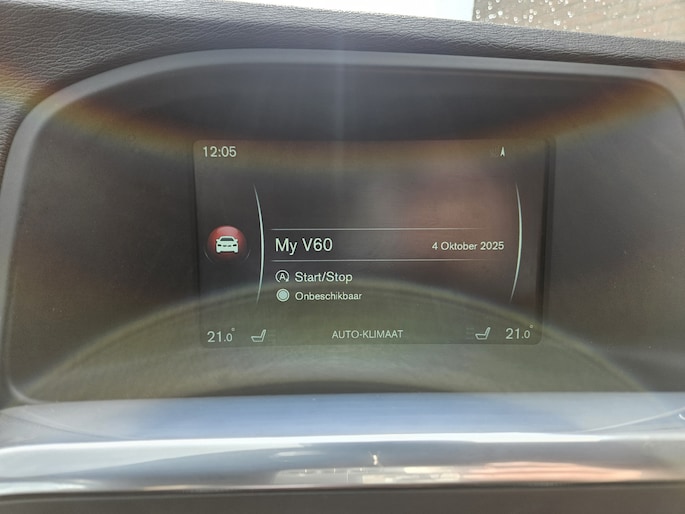 12:05
My V60 4 Oktober 2025
Start/Stop
Onbeschikbaar
21.0° AUTO-KLIMAAT 21.0°